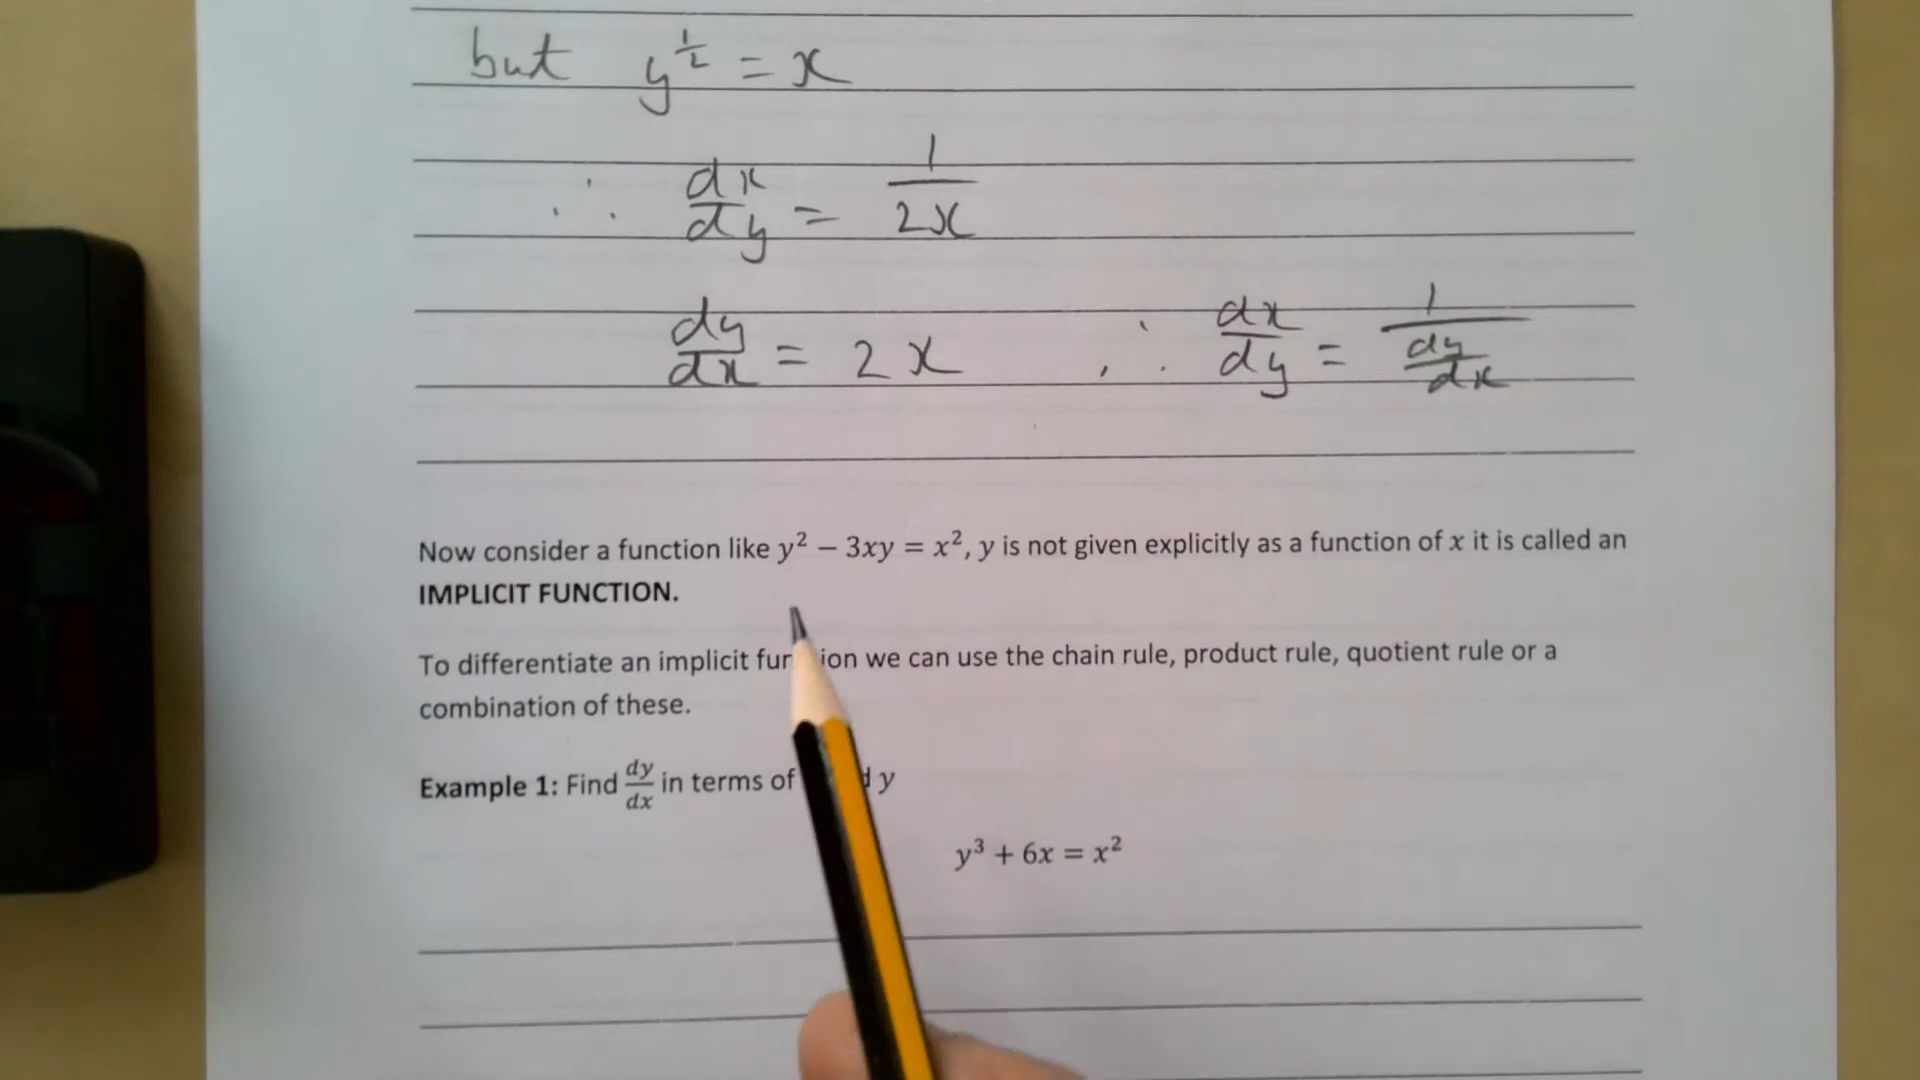 but y^½ = x
∴ dx/dy = 1/2x
dy/dx = 2x ∴ dx/dy = 1/(dy/dx)
Now consider a function like y² – 3xy = x², y is not given explicitly as a function of x it is called an
IMPLICIT FUNCTION.
To differentiate an implicit fun ion we can use the chain rule, product rule, quotient rule or a
combination of these.
Example 1: Find dy/dx in terms of y
y³ + 6x = x²